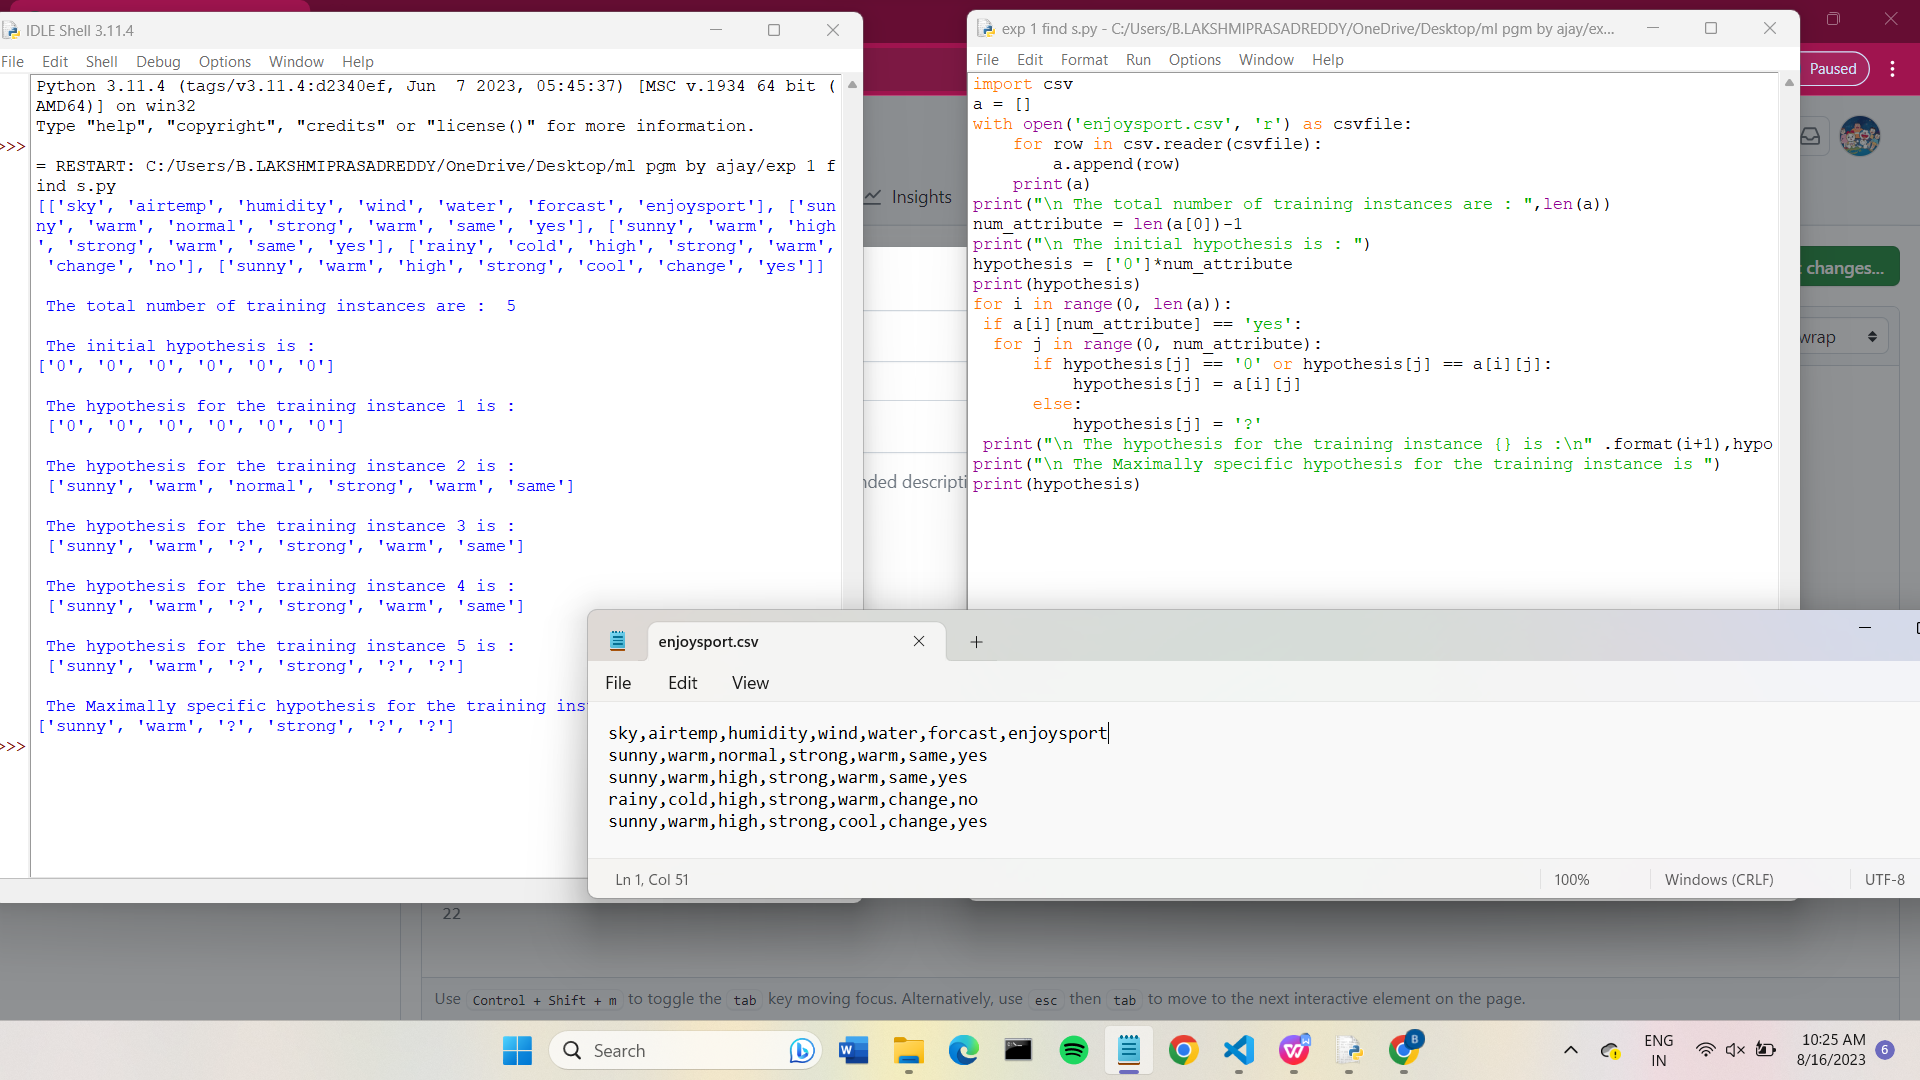 IDLE Shell 3.11.4
File Edit Shell Debug Options Window Help
Python 3.11.4 (tags/v3.11.4:d2340ef, Jun  7 2023, 05:45:37) [MSC v.1934 64 bit (
AMD64)] on win32
Type "help", "copyright", "credits" or "license()" for more information.
>>>
= RESTART: C:/Users/B.LAKSHMIPRASADREDDY/OneDrive/Desktop/ml pgm by ajay/exp 1 f
ind s.py
[['sky', 'airtemp', 'humidity', 'wind', 'water', 'forcast', 'enjoysport'], ['sun
ny', 'warm', 'normal', 'strong', 'warm', 'same', 'yes'], ['sunny', 'warm', 'high
', 'strong', 'warm', 'same', 'yes'], ['rainy', 'cold', 'high', 'strong', 'warm',
 'change', 'no'], ['sunny', 'warm', 'high', 'strong', 'cool', 'change', 'yes']]
The total number of training instances are :  5
The initial hypothesis is :
['0', '0', '0', '0', '0', '0']
The hypothesis for the training instance 1 is :
['0', '0', '0', '0', '0', '0']
The hypothesis for the training instance 2 is :
['sunny', 'warm', 'normal', 'strong', 'warm', 'same']
The hypothesis for the training instance 3 is :
['sunny', 'warm', '?', 'strong', 'warm', 'same']
The hypothesis for the training instance 4 is :
['sunny', 'warm', '?', 'strong', 'warm', 'same']
The hypothesis for the training instance 5 is :
['sunny', 'warm', '?', 'strong', '?', '?']
The Maximally specific hypothesis for the training ins
['sunny', 'warm', '?', 'strong', '?', '?']
>>>
exp 1 find s.py - C:/Users/B.LAKSHMIPRASADREDDY/OneDrive/Desktop/ml pgm by ajay/ex...
File Edit Format Run Options Window Help
import csv
a = []
with open('enjoysport.csv', 'r') as csvfile:
    for row in csv.reader(csvfile):
        a.append(row)
    print(a)
print("\n The total number of training instances are : ",len(a))
num_attribute = len(a[0])-1
print("\n The initial hypothesis is : ")
hypothesis = ['0']*num_attribute
print(hypothesis)
for i in range(0, len(a)):
 if a[i][num_attribute] == 'yes':
  for j in range(0, num_attribute):
      if hypothesis[j] == '0' or hypothesis[j] == a[i][j]:
          hypothesis[j] = a[i][j]
      else:
          hypothesis[j] = '?'
 print("\n The hypothesis for the training instance {} is :\n" .format(i+1),hypo
print("\n The Maximally specific hypothesis for the training instance is ")
print(hypothesis)
Paused
Insights
changes...
wrap
nded descripti
enjoysport.csv
File Edit View
sky,airtemp,humidity,wind,water,forcast,enjoysport
sunny,warm,normal,strong,warm,same,yes
sunny,warm,high,strong,warm,same,yes
rainy,cold,high,strong,warm,change,no
sunny,warm,high,strong,cool,change,yes
Ln 1, Col 51 100% Windows (CRLF) UTF-8
22
Use Control + Shift + m to toggle the tab key moving focus. Alternatively, use esc then tab to move to the next interactive element on the page.
Search
ENG
IN
10:25 AM
8/16/2023
6